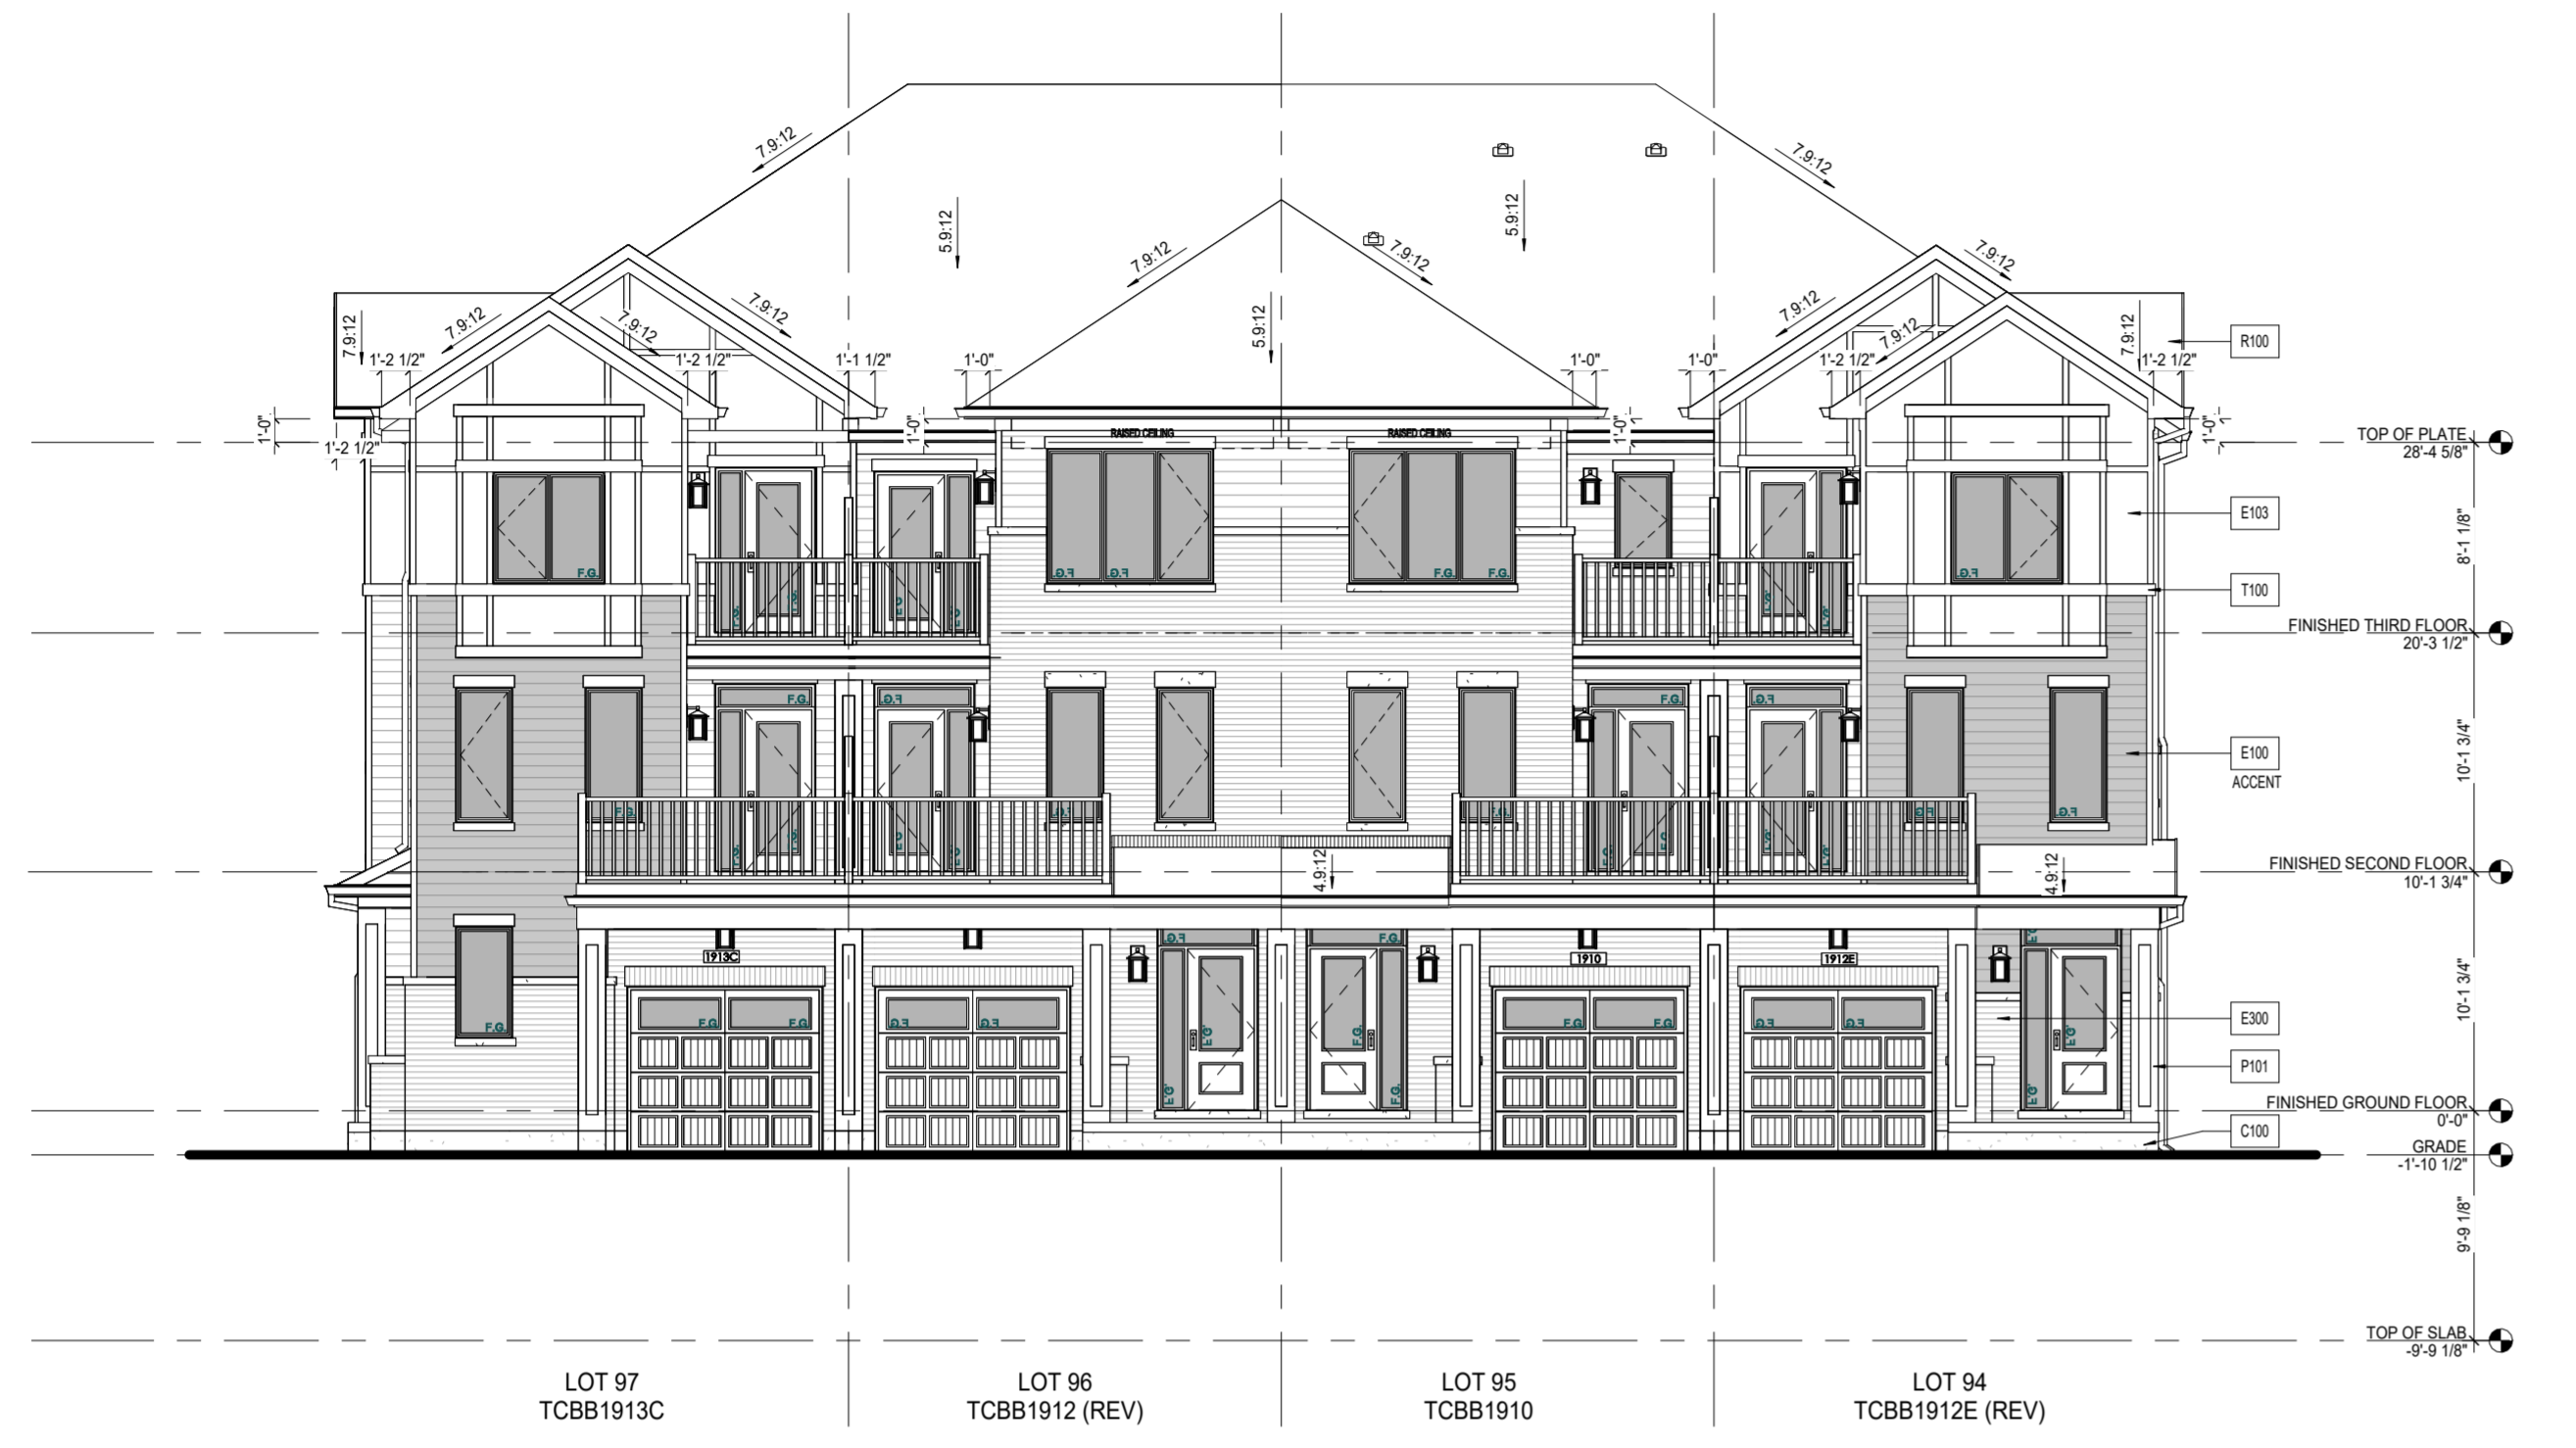 7.9:12
7.9:12
5.9:12
5.9:12
7.9:12
7.9:12
7.9:12
7.9:12
7.9:12
7.9:12
7.9:12
7.9:12
5.9:12
7.9:12
7.9:12
7.9:12
R100
1'-2 1/2"
1'-2 1/2"
1'-1 1/2"
1'-0"
1'-0"
1'-0"
1'-2 1/2"
1'-2 1/2"
1'-0"
1'-2 1/2"
1'-0"
RAISED CEILING
RAISED CEILING
1'-0"
1'-0"
TOP OF PLATE
28'-4 5/8"
E103
8'-1 1/8"
F.G.
F.G.
F.G.
F.G.
F.G.
F.G.
T100
F.G.
F.G.
F.G.
F.G.
F.G.
F.G.
FINISHED THIRD FLOOR
20'-3 1/2"
F.G.
F.G.
F.G.
F.G.
10'-1 3/4"
E100
ACCENT
F.G.
F.G.
F.G.
F.G.
F.G.
F.G.
F.G.
F.G.
F.G.
F.G.
F.G.
F.G.
F.G.
4.9:12
4.9:12
FINISHED SECOND FLOOR
10'-1 3/4"
F.G.
F.G.
F.G.
1913C
1910
1912E
10'-1 3/4"
F.G.
F.G.
F.G.
F.G.
F.G.
F.G.
F.G.
F.G.
F.G.
E300
F.G.
F.G.
F.G.
P101
F.G.
F.G.
F.G.
FINISHED GROUND FLOOR
0'-0"
C100
GRADE
-1'-10 1/2"
9'-9 1/8"
TOP OF SLAB
-9'-9 1/8"
LOT 97
TCBB1913C
LOT 96
TCBB1912 (REV)
LOT 95
TCBB1910
LOT 94
TCBB1912E (REV)